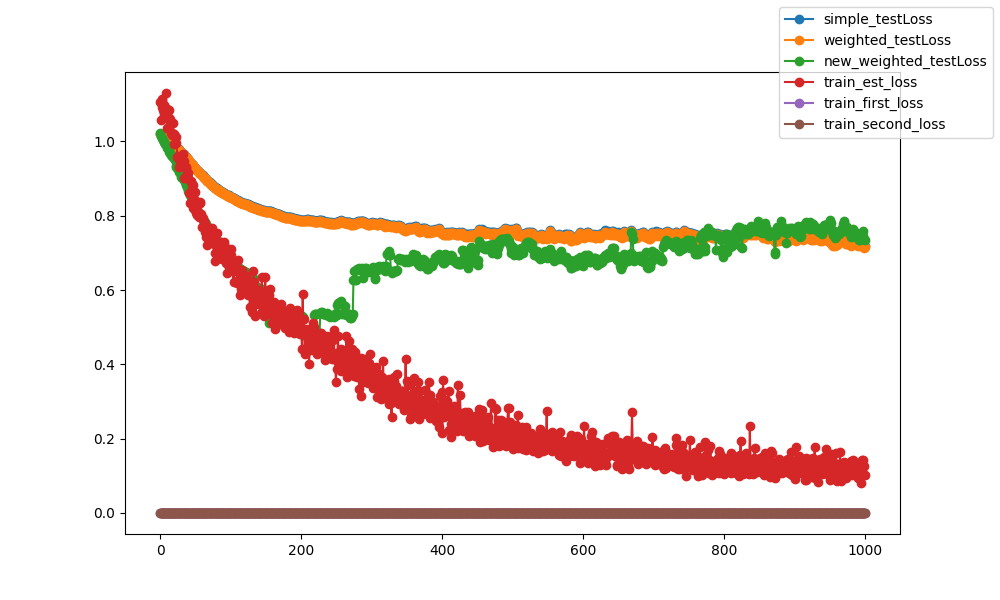 simple_testLoss
weighted_testLoss
new_weighted_testLoss
train_est_loss
train_first_loss
train_second_loss
1.0
0.8
0.6
0.4
0.2
0.0
0 200 400 600 800 1000